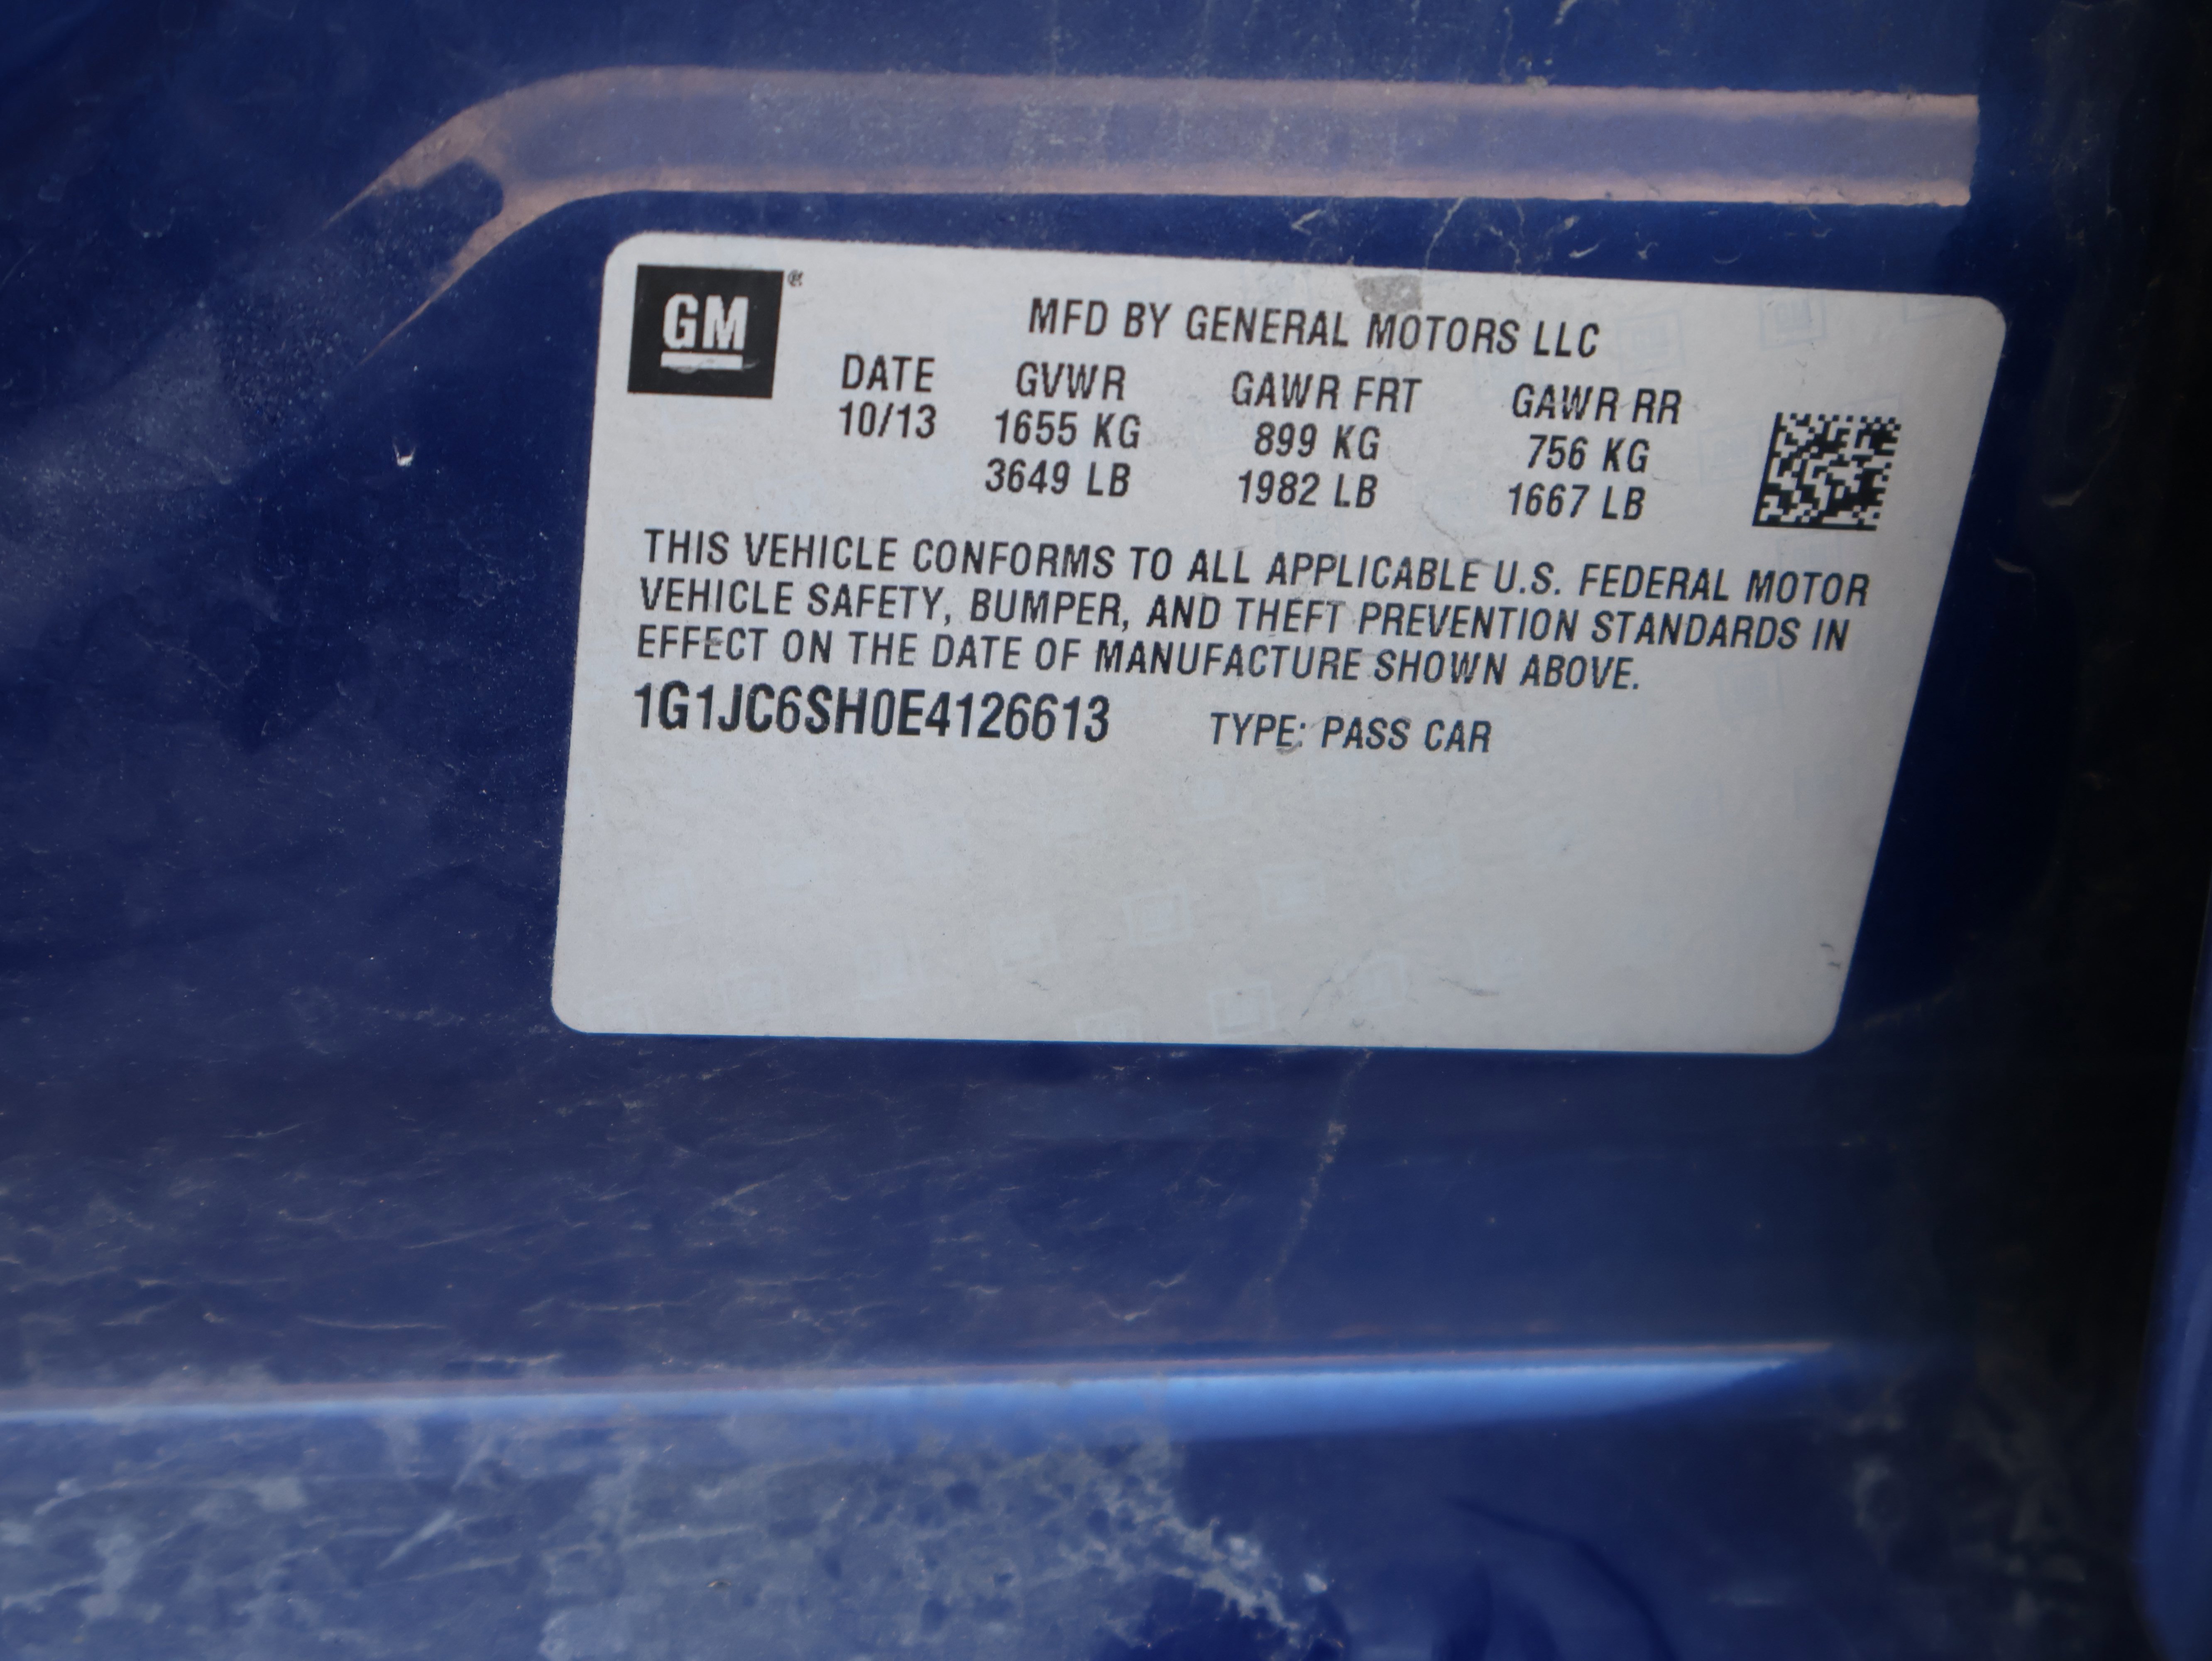 GM ®
MFD BY GENERAL MOTORS LLC
DATE GVWR GAWR FRT GAWR RR
10/13 1655 KG 899 KG 756 KG
3649 LB 1982 LB 1667 LB
THIS VEHICLE CONFORMS TO ALL APPLICABLE U.S. FEDERAL MOTOR
VEHICLE SAFETY, BUMPER, AND THEFT PREVENTION STANDARDS IN
EFFECT ON THE DATE OF MANUFACTURE SHOWN ABOVE.
1G1JC6SH0E4126613 TYPE: PASS CAR